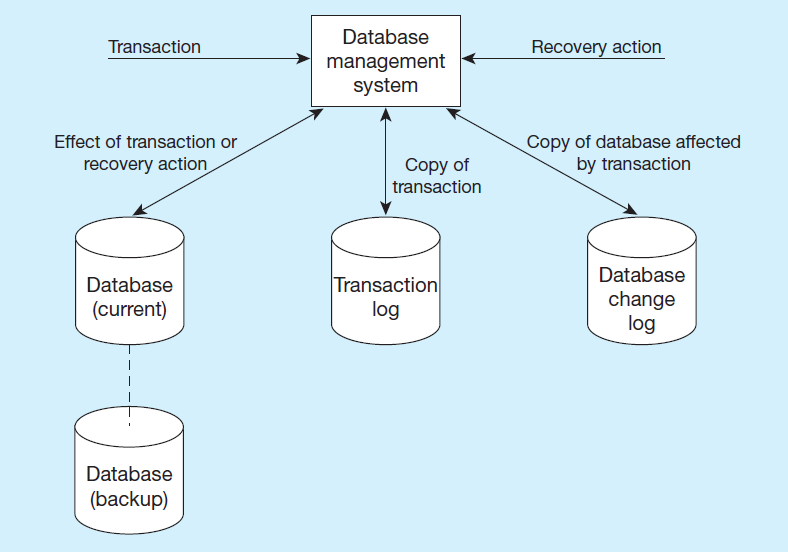 Database
management
system
Transaction
Recovery action
Effect of transaction or
recovery action
Copy of
transaction
Copy of database affected
by transaction
Database
(current)
Transaction
log
Database
change
log
Database
(backup)